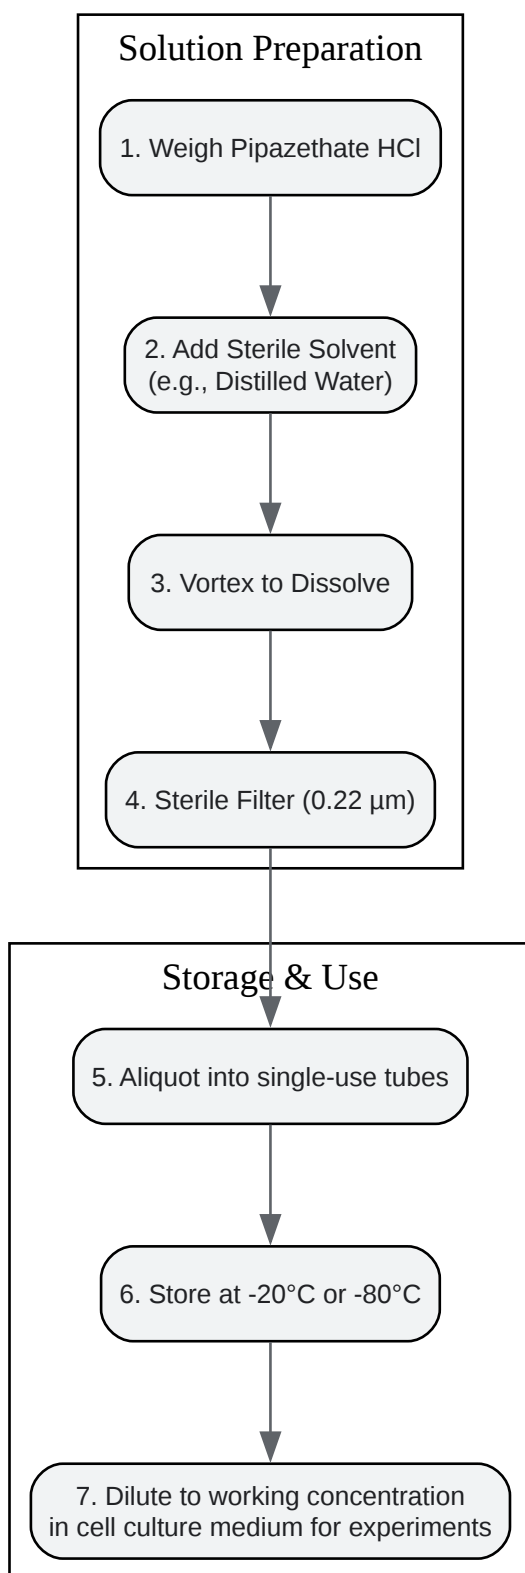 Solution Preparation
1. Weigh Pipazethate HCl
2. Add Sterile Solvent
(e.g., Distilled Water)
3. Vortex to Dissolve
4. Sterile Filter (0.22 µm)
Storage & Use
5. Aliquot into single-use tubes
6. Store at -20°C or -80°C
7. Dilute to working concentration
in cell culture medium for experiments